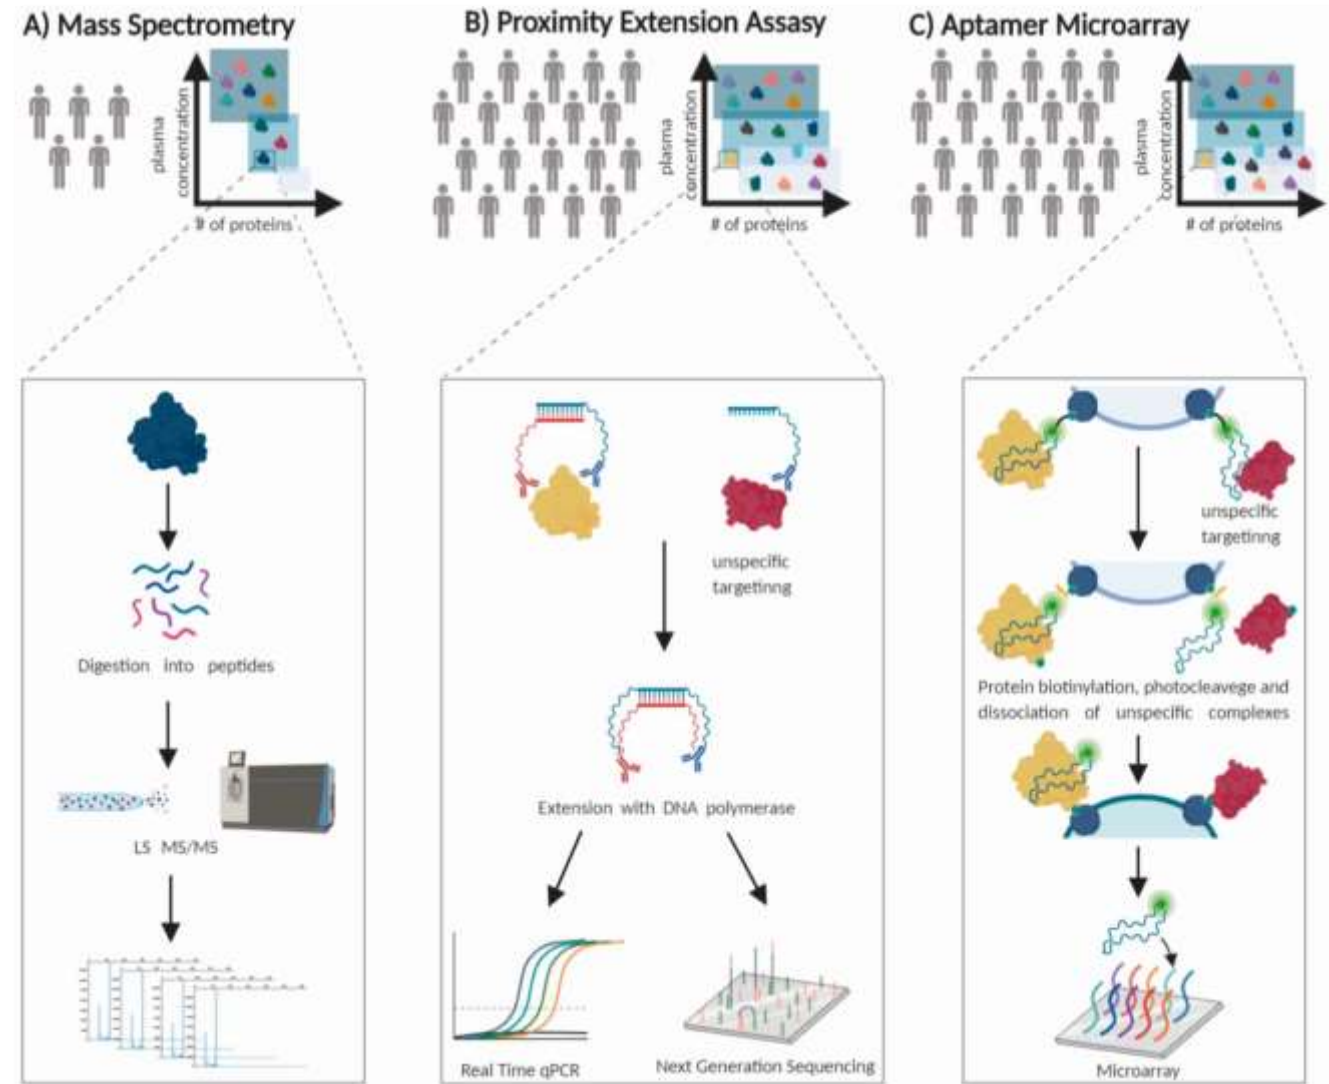 A) Mass Spectrometry
plasma
concentration
# of proteins
Digestion into peptides
LS MS/MS
B) Proximity Extension Assasy
plasma
concentration
# of proteins
unspecific
targetinng
Extension with DNA polymerase
Real Time qPCR
Next Generation Sequencing
C) Aptamer Microarray
plasma
concentration
# of proteins
unspecific
targetinng
Protein biotinylation, photocleavege and
dissociation of unspecific complexes
Microarray